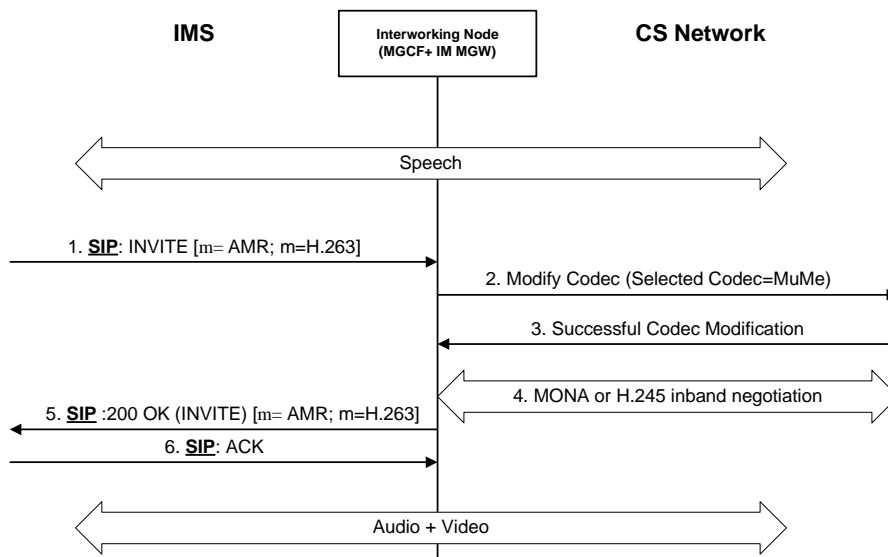 IMS
Interworking Node
(MGCF+ IM MGW)
CS Network
Speech
1. SIP: INVITE [m= AMR; m=H.263]
2. Modify Codec (Selected Codec=MuMe)
3. Successful Codec Modification
4. MONA or H.245 inband negotiation
5. SIP :200 OK (INVITE) [m= AMR; m=H.263]
6. SIP: ACK
Audio + Video